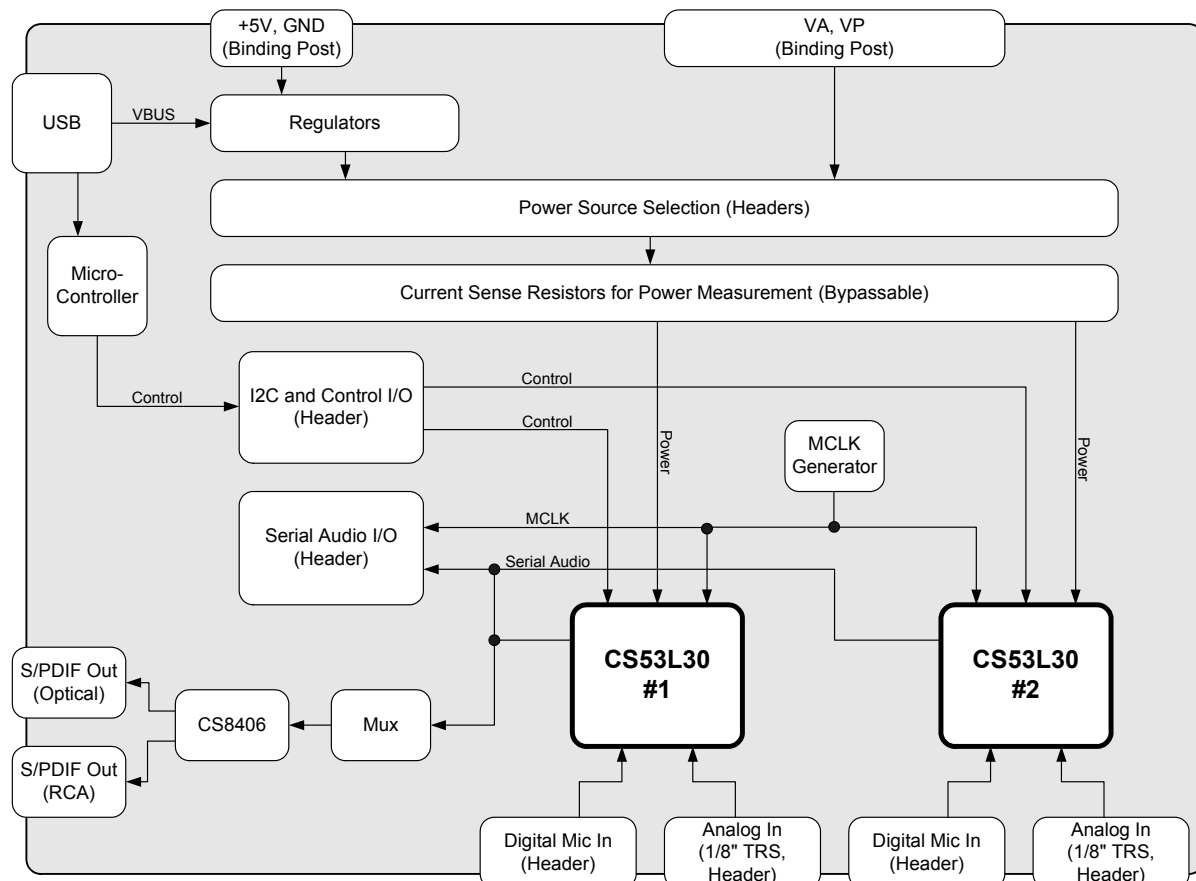 +5V, GND
(Binding Post)
VA, VP
(Binding Post)
USB
VBUS
Regulators
Power Source Selection (Headers)
Micro-
Controller
Current Sense Resistors for Power Measurement (Bypassable)
Control
I2C and Control I/O
(Header)
Control
Control
Power
Power
MCLK
Generator
Serial Audio I/O
(Header)
MCLK
Serial Audio
CS53L30
#1
CS53L30
#2
S/PDIF Out
(Optical)
CS8406
Mux
S/PDIF Out
(RCA)
Digital Mic In
(Header)
Analog In
(1/8" TRS,
Header)
Digital Mic In
(Header)
Analog In
(1/8" TRS,
Header)